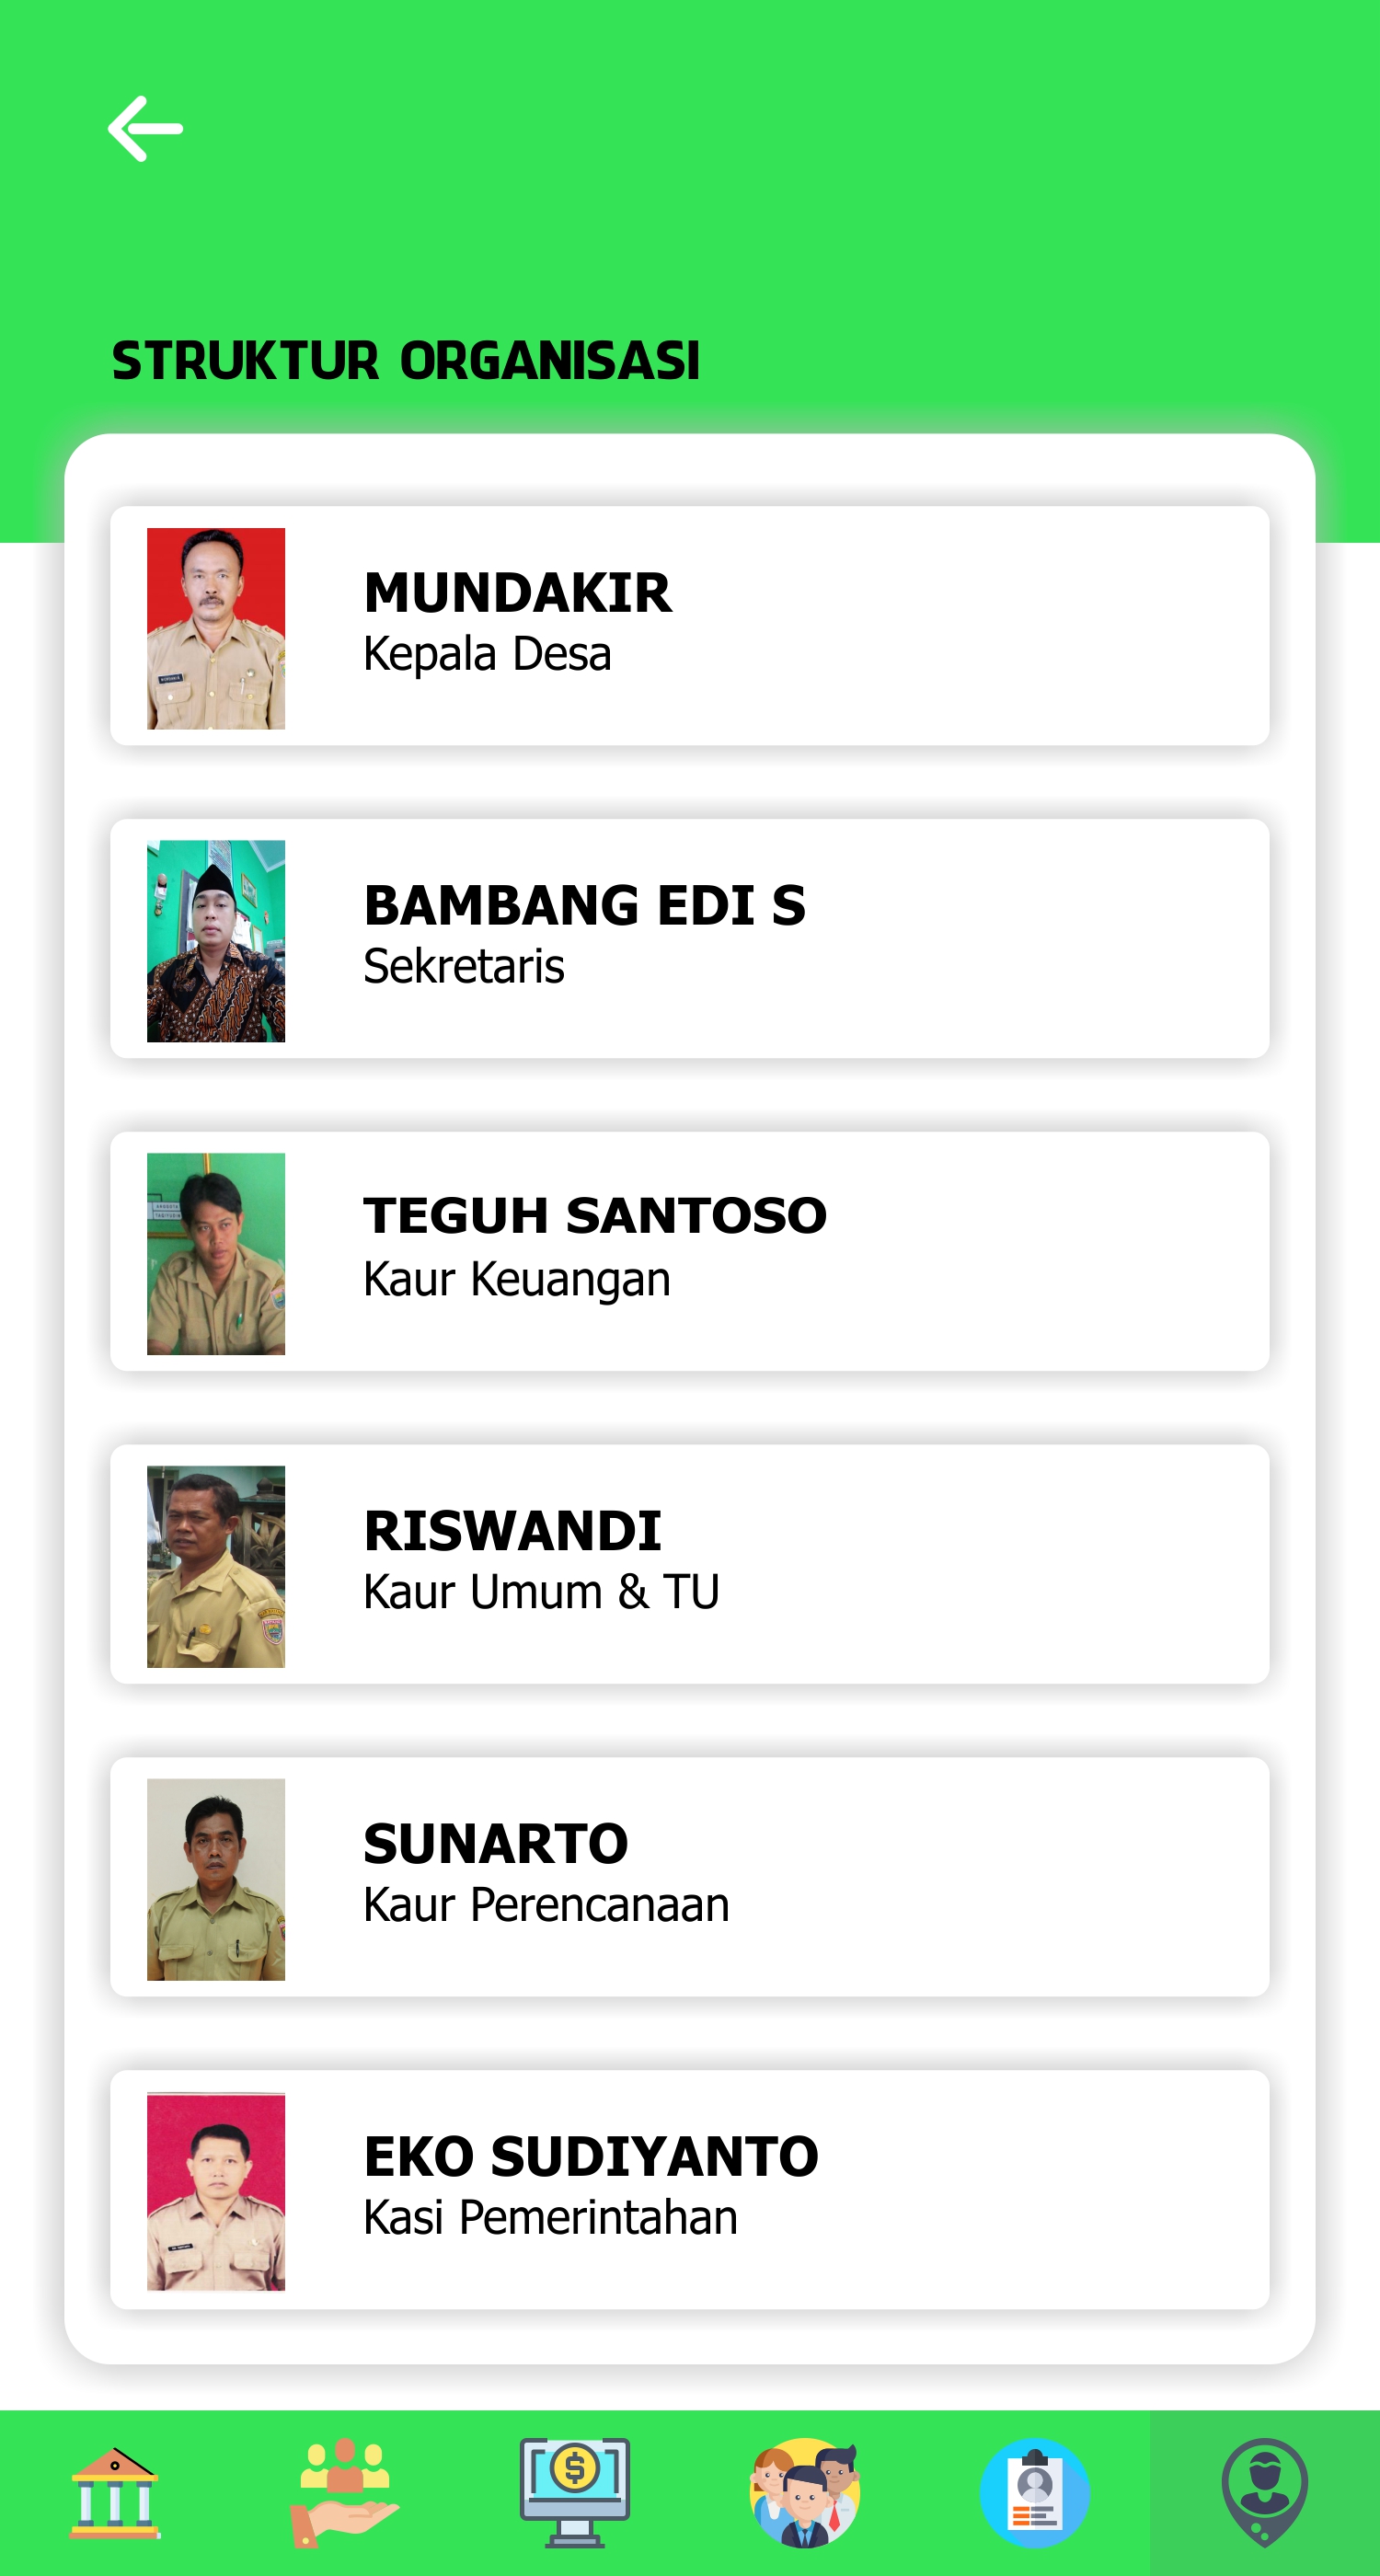 STRUKTUR ORGANISASI
MUNDAKIR
Kepala Desa
BAMBANG EDI S
Sekretaris
TEGUH SANTOSO
Kaur Keuangan
RISWANDI
Kaur Umum & TU
SUNARTO
Kaur Perencanaan
EKO SUDIYANTO
Kasi Pemerintahan